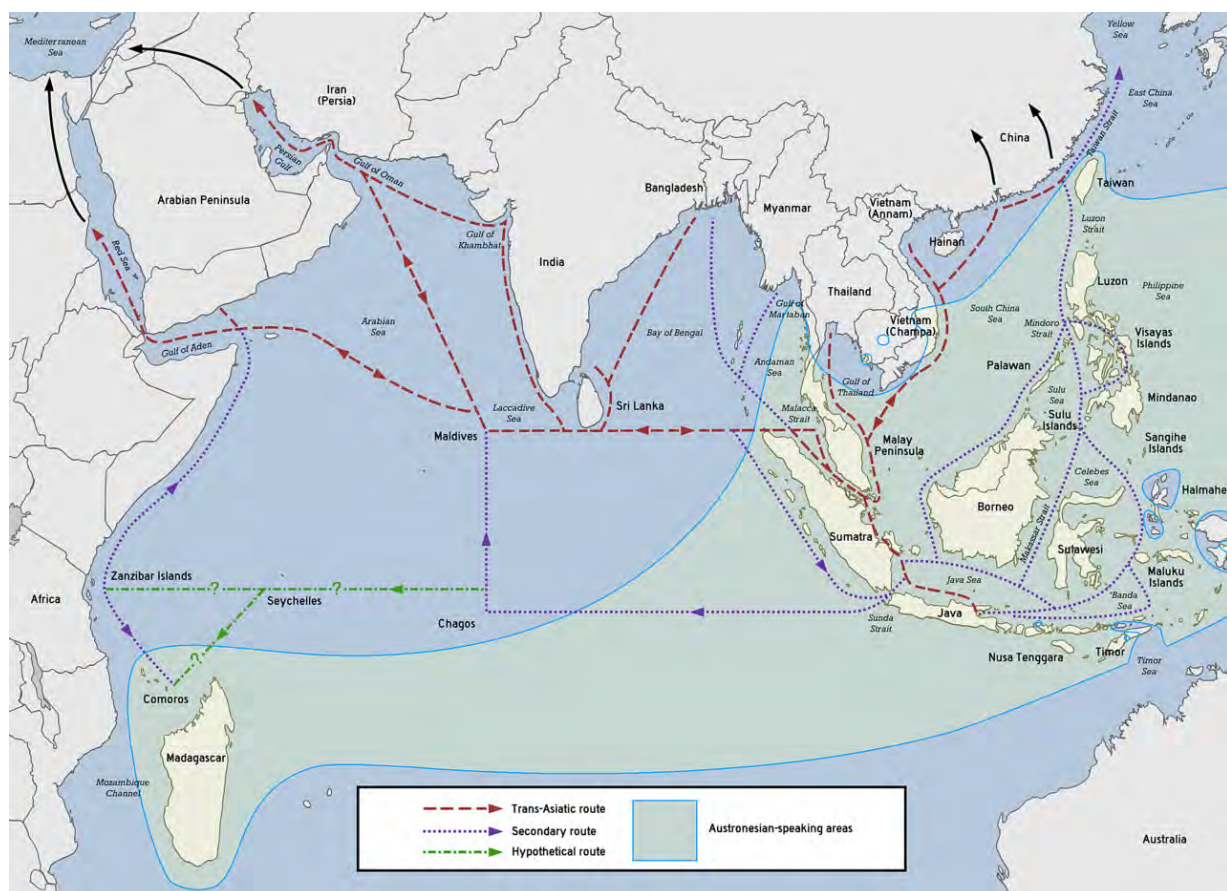 Mediterranean
Sea
Yellow
Sea
Iran
(Persia)
East China
Sea
China
Taiwan Strait
Persian
Gulf
Gulf of Oman
Bangladesh
Taiwan
Arabian Peninsula
Myanmar
Vietnam
(Annam)
Luzon
Strait
Red Sea
Gulf of
Khambhat
India
Hainan
Thailand
Luzon
Philippine
Sea
Gulf of
Martaban
South China
Sea
Arabian
Sea
Bay of Bengal
Vietnam
(Champa)
Mindoro
Strait
Visayas
Islands
Gulf of Aden
Andaman
Sea
Palawan
Gulf of
Thailand
Sulu
Sea
Mindanao
Laccadive
Sea
Sri Lanka
Malacca
Strait
Sulu
Islands
Maldives
Malay
Peninsula
Sangihe
Islands
Celebes
Sea
Halmahe
Borneo
Makassar Strait
Sumatra
Sulawesi
Zanzibar Islands
Maluku
Islands
Java Sea
?
?
Africa
Seychelles
Banda
Sea
Chagos
Java
Sunda
Strait
?
Timor
Nusa Tenggara
Timor
Sea
Comoros
Madagascar
Mozambique
Channel
Trans-Asiatic route
Secondary route
Hypothetical route
Austronesian-speaking areas
Australia